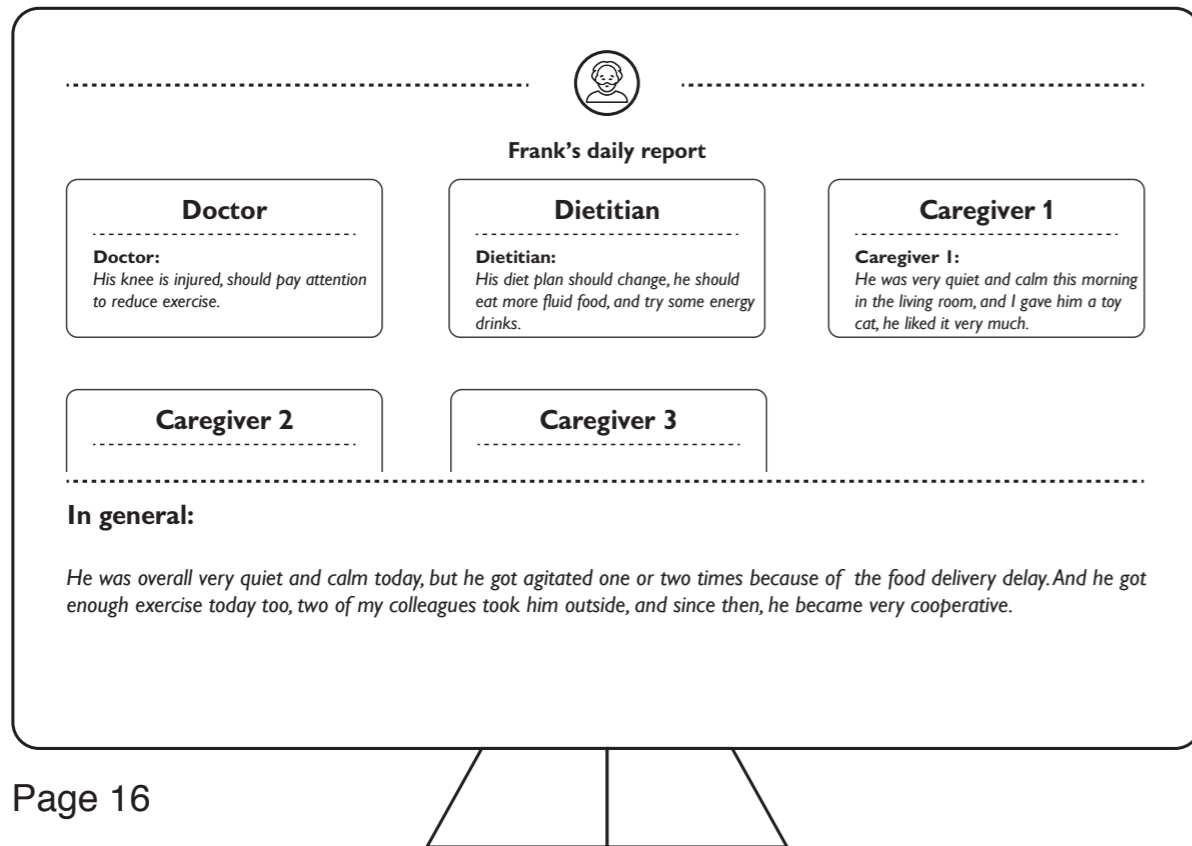 Frank's daily report
Doctor
Doctor:
His knee is injured, should pay attention
to reduce exercise.
Dietitian
Dietitian:
His diet plan should change, he should
eat more fluid food, and try some energy
drinks.
Caregiver 1
Caregiver 1:
He was very quiet and calm this morning
in the living room, and I gave him a toy
cat, he liked it very much.
Caregiver 2
Caregiver 3
In general:
He was overall very quiet and calm today, but he got agitated one or two times because of the food delivery delay. And he got
enough exercise today too, two of my colleagues took him outside, and since then, he became very cooperative.
Page 16